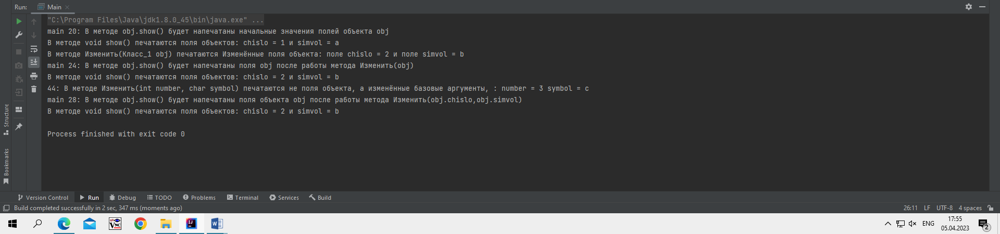 Run: Main
"C:\Program Files\Java\jdk1.8.0_45\bin\java.exe" ...
main 20: В методе obj.show() будет напечатаны начальные значения полей объекта obj
В методе void show() печатаются поля объектов: chislo = 1 и simvol = a
В методе Изменить(Класс_1 obj) печатаются Изменённые поля объекта: поле chislo = 2 и поле simvol = b
main 24: В методе obj.show() будет напечатаны поля obj после работы метода Изменить(obj)
В методе void show() печатаются поля объектов: chislo = 2 и simvol = b
44: В методе Изменить(int number, char symbol) печатаются не поля объекта, а изменённые базовые аргументы, : number = 3 symbol = c
main 28: В методе obj.show() будет напечатаны поля объекта obj после работы метода Изменить(obj.chislo,obj.simvol)
В методе void show() печатаются поля объектов: chislo = 2 и simvol = b
Process finished with exit code 0
Structure
Bookmarks
Version Control Run Debug TODO Problems Terminal Services Build
Build completed successfully in 2 sec, 347 ms (moments ago) 26:11 LF UTF-8 4 spaces
VNC IJ W ENG 17:55
05.04.2023 2